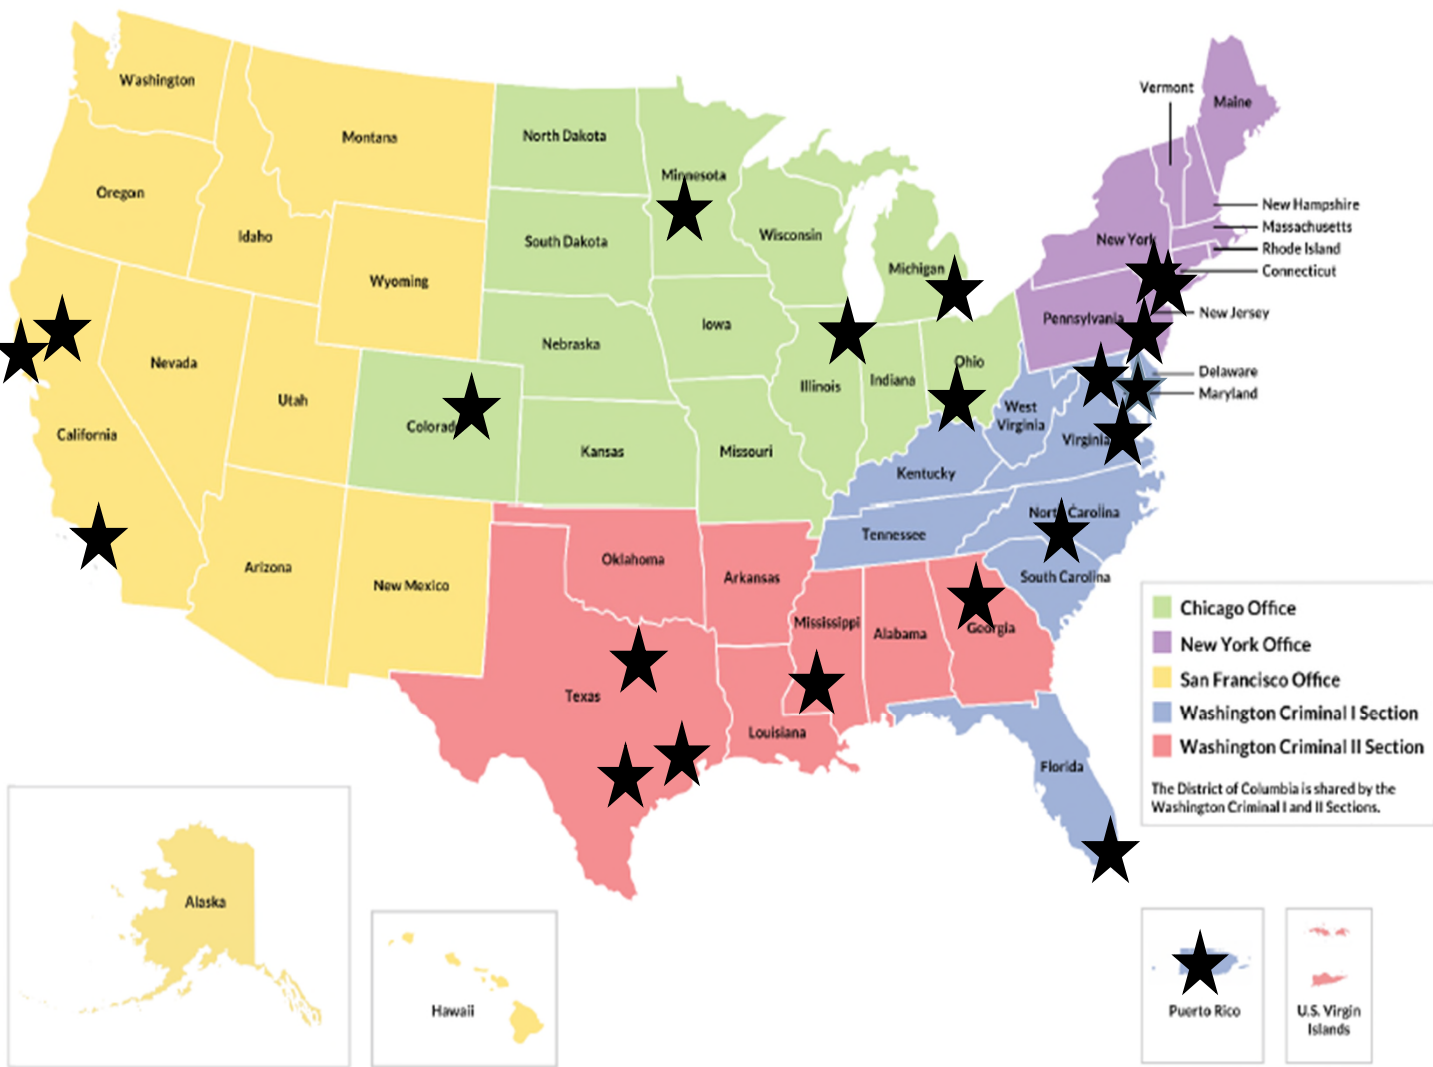 Vermont
Maine
Washington
Montana
North Dakota
Minnesota
Oregon
Idaho
South Dakota
Wisconsin
New York
New Hampshire
Massachusetts
Rhode Island
Connecticut
Wyoming
Michigan
Nevada
Nebraska
Iowa
Pennsylvania
New Jersey
Utah
Colorad
Illinois
Indiana
Ohio
Delaware
Maryland
California
Kansas
Missouri
West
Virginia
Virginia
Kentucky
North Carolina
Tennessee
South Carolina
Arizona
New Mexico
Oklahoma
Arkansas
Mississippi
Alabama
Georgia
Texas
Louisiana
Florida
Chicago Office
New York Office
San Francisco Office
Washington Criminal I Section
Washington Criminal II Section
The District of Columbia is shared by the
Washington Criminal I and II Sections.
Alaska
Hawaii
Puerto Rico
U.S. Virgin
Islands